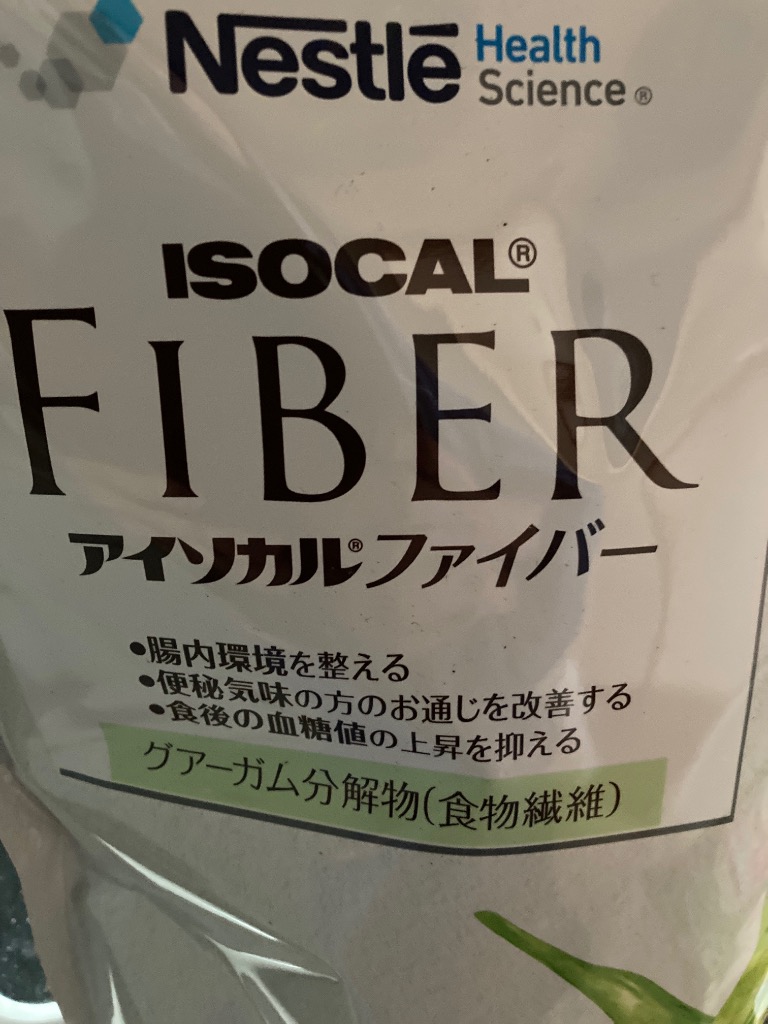 Nestlé Health
Science®
ISOCAL®
FIBER
アイソカル®ファイバー
•腸内環境を整える
•便秘気味の方のお通じを改善する
•食後の血糖値の上昇を抑える
グアーガム分解物(食物繊維)